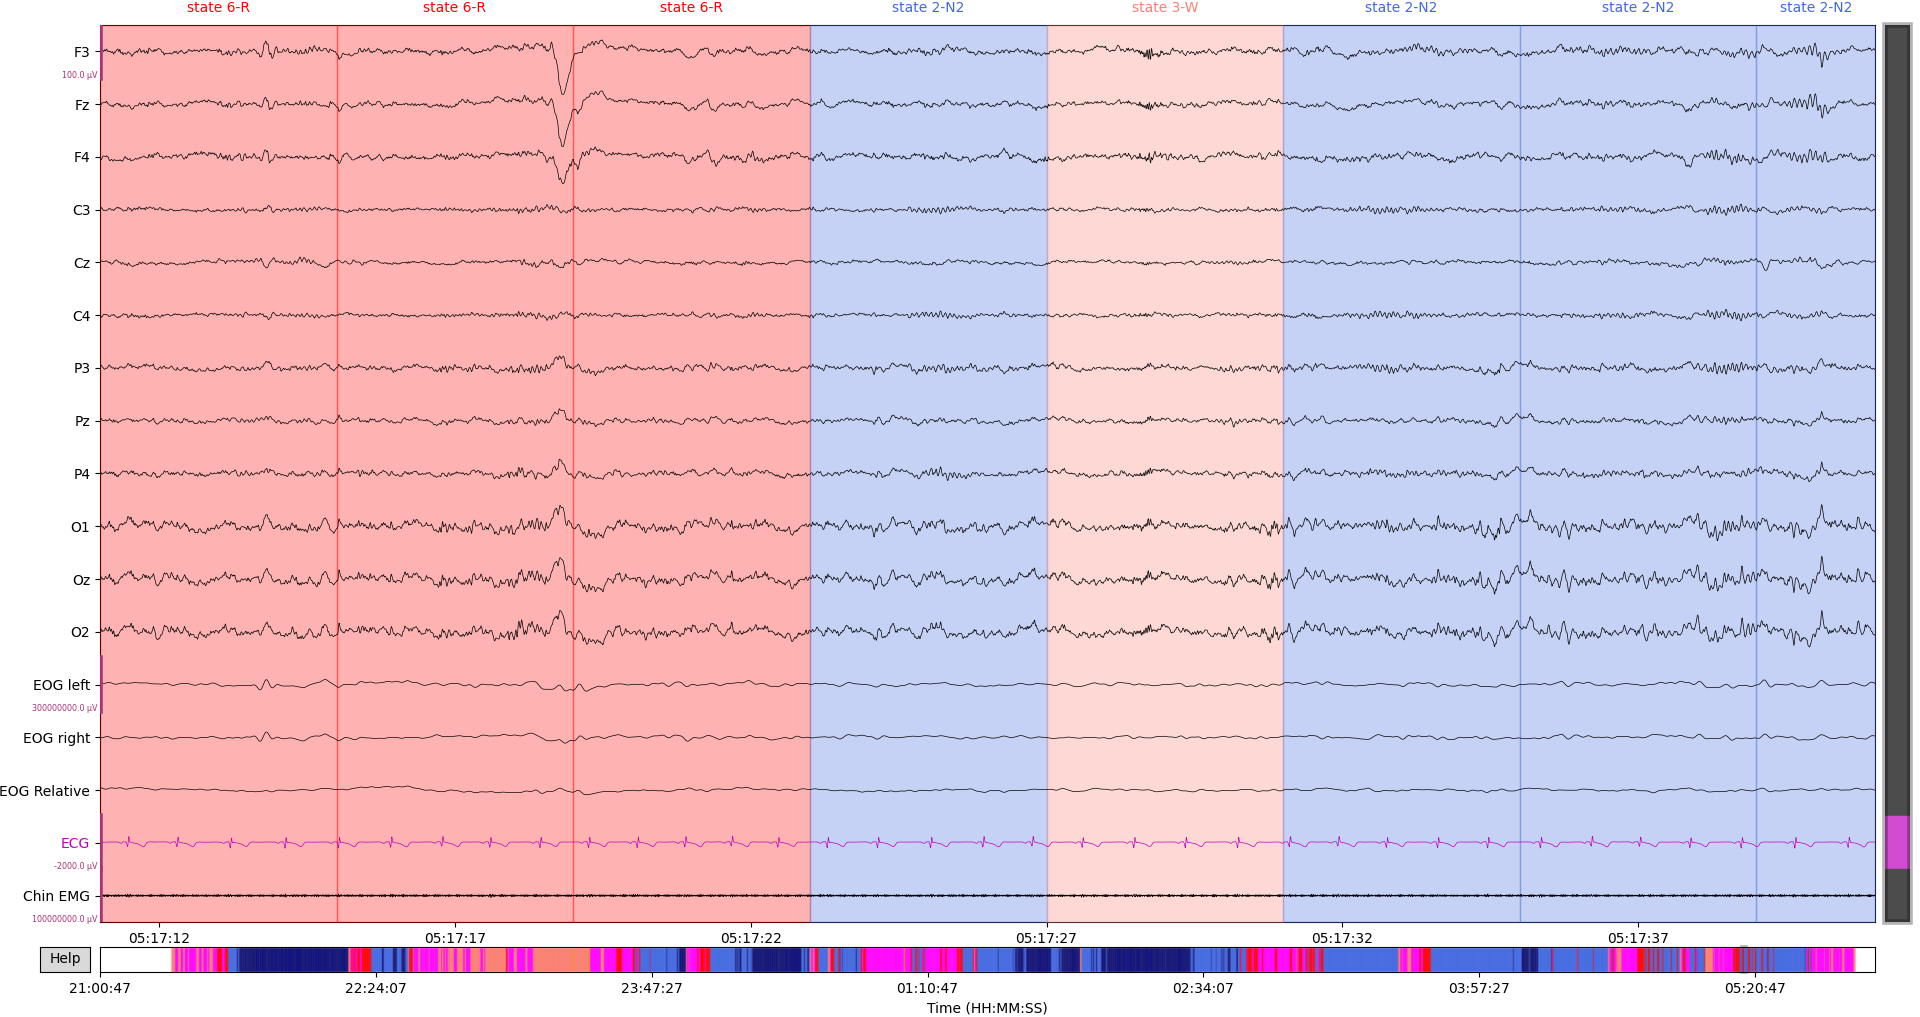 state 6-R state 6-R state 6-R state 2-N2 state 3-W state 2-N2 state 2-N2 state 2-N2
F3
100.0 µV
Fz
F4
C3
Cz
C4
P3
Pz
P4
O1
Oz
O2
EOG left
300000000.0 µV
EOG right
EOG Relative
ECG
-2000.0 µV
Chin EMG
100000000.0 µV
05:17:12 05:17:17 05:17:22 05:17:27 05:17:32 05:17:37
Help
21:00:47 22:24:07 23:47:27 01:10:47 02:34:07 03:57:27 05:20:47
Time (HH:MM:SS)